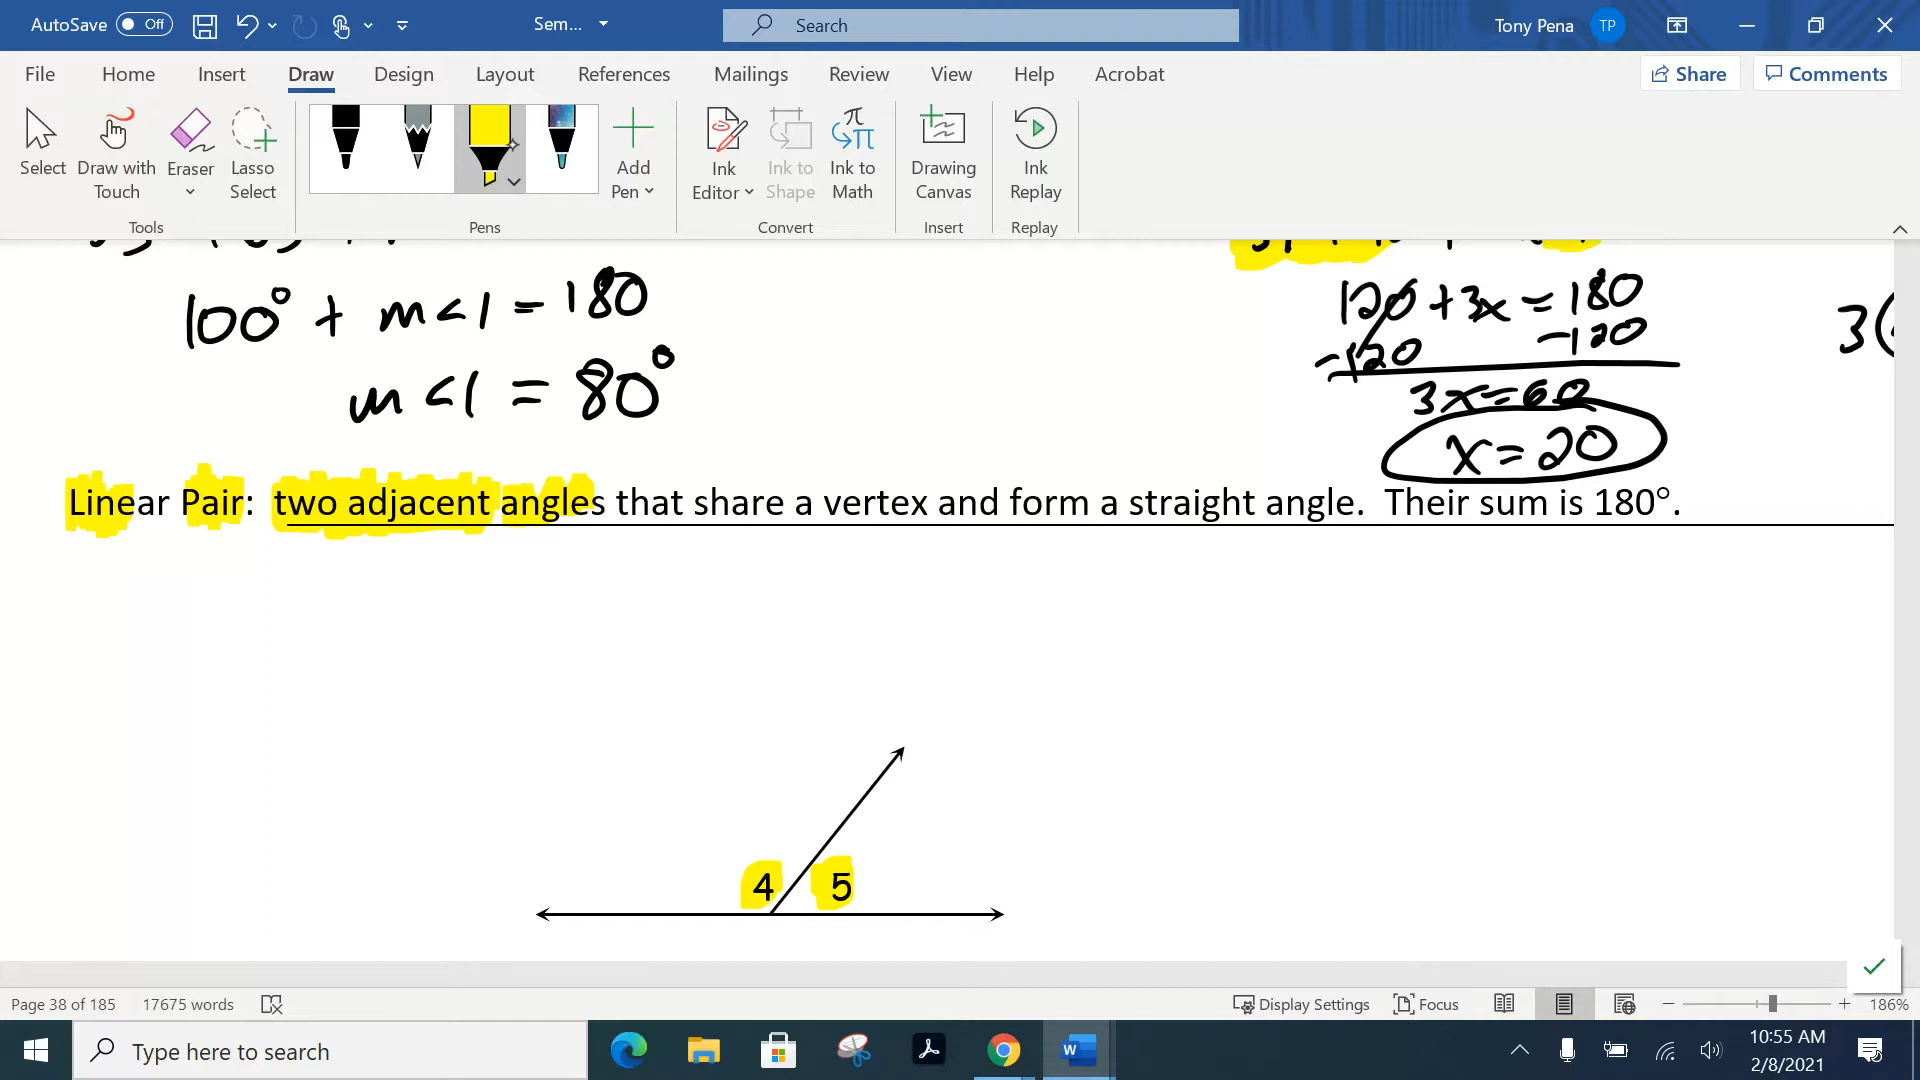 AutoSave Off Sem... Search Tony Pena TP
File Home Insert Draw Design Layout References Mailings Review View Help Acrobat Share Comments
Select Draw with Touch Eraser Lasso Select Add Pen Ink Editor Ink to Shape Ink to Math Drawing Canvas Ink Replay
Tools Pens Convert Insert Replay
100° + m<1 = 180
m<1 = 80°
120 + 3x = 180
-120 -120
3x = 60
x = 20
3(
Linear Pair: two adjacent angles that share a vertex and form a straight angle. Their sum is 180°.
4 5
Page 38 of 185 17675 words Display Settings Focus 186%
Type here to search
10:55 AM
2/8/2021